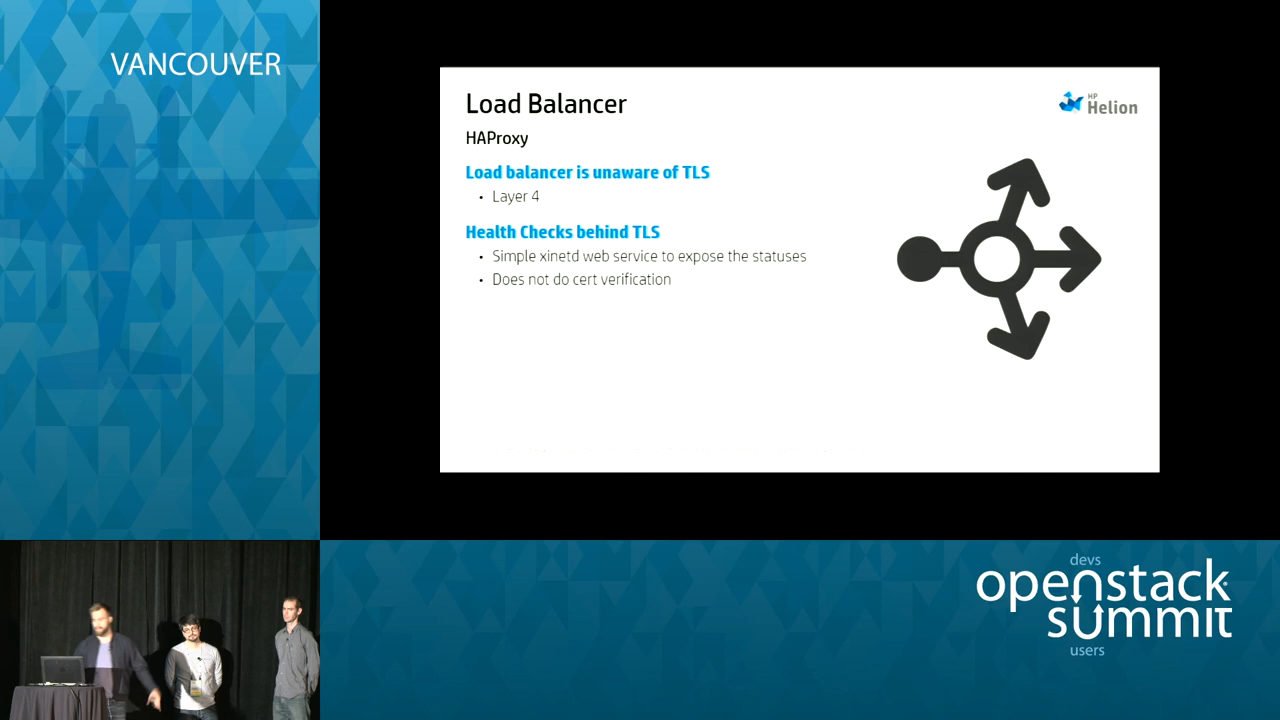 VANCOUVER
Load Balancer
HP
Helion
HAProxy
Load balancer is unaware of TLS
• Layer 4
Health Checks behind TLS
• Simple xinetd web service to expose the statuses
• Does not do cert verification
devs
openstack
summit
users